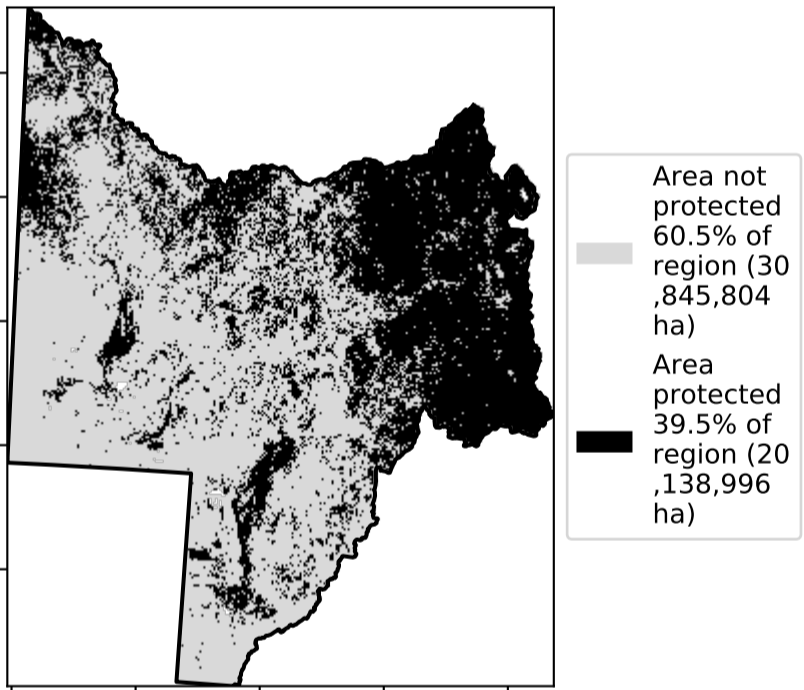 Area not
protected
60.5% of
region (30
,845,804
ha)
Area
protected
39.5% of
region (20
,138,996
ha)